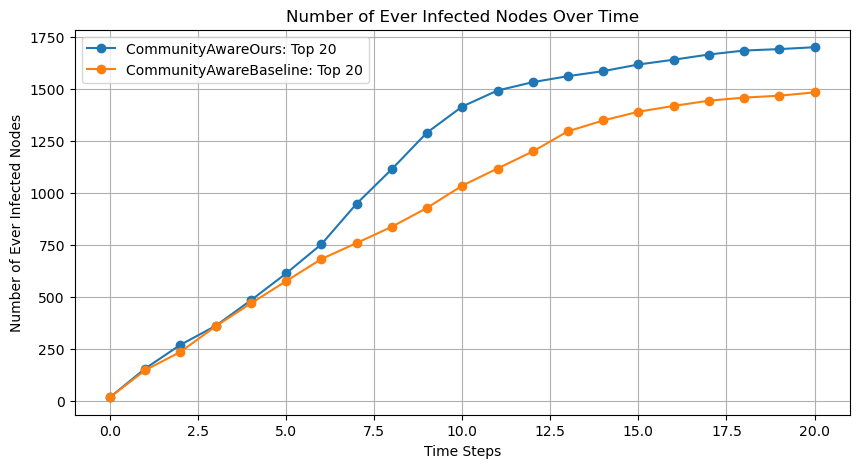 Number of Ever Infected Nodes Over Time
CommunityAwareOurs: Top 20
CommunityAwareBaseline: Top 20
Number of Ever Infected Nodes
1750
1500
1250
1000
750
500
250
0
0.0 2.5 5.0 7.5 10.0 12.5 15.0 17.5 20.0
Time Steps